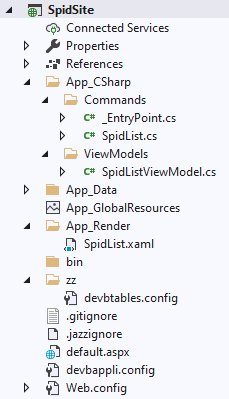 SpidSite
Connected Services
Properties
References
App_CSharp
Commands
C# _EntryPoint.cs
C# SpidList.cs
ViewModels
C# SpidListViewModel.cs
App_Data
App_GlobalResources
App_Render
SpidList.xaml
bin
zz
devbtables.config
.gitignore
.jazzignore
default.aspx
devbappli.config
Web.config